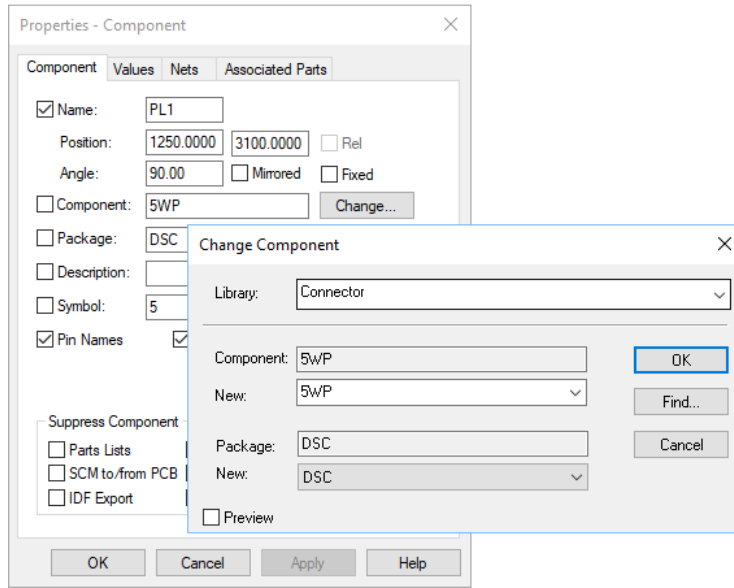 Properties - Component
Component Values Nets Associated Parts
Name: PL1
Position: 1250.0000 3100.0000 Rel
Angle: 90.00 Mirrored Fixed
Component: 5WP Change...
Package: DSC
Description:
Symbol: 5
Pin Names
Suppress Component
Parts Lists
SCM to/from PCB
IDF Export
OK Cancel Apply Help
Change Component
Library: Connector
Component: 5WP OK
New: 5WP Find...
Package: DSC Cancel
New: DSC
Preview